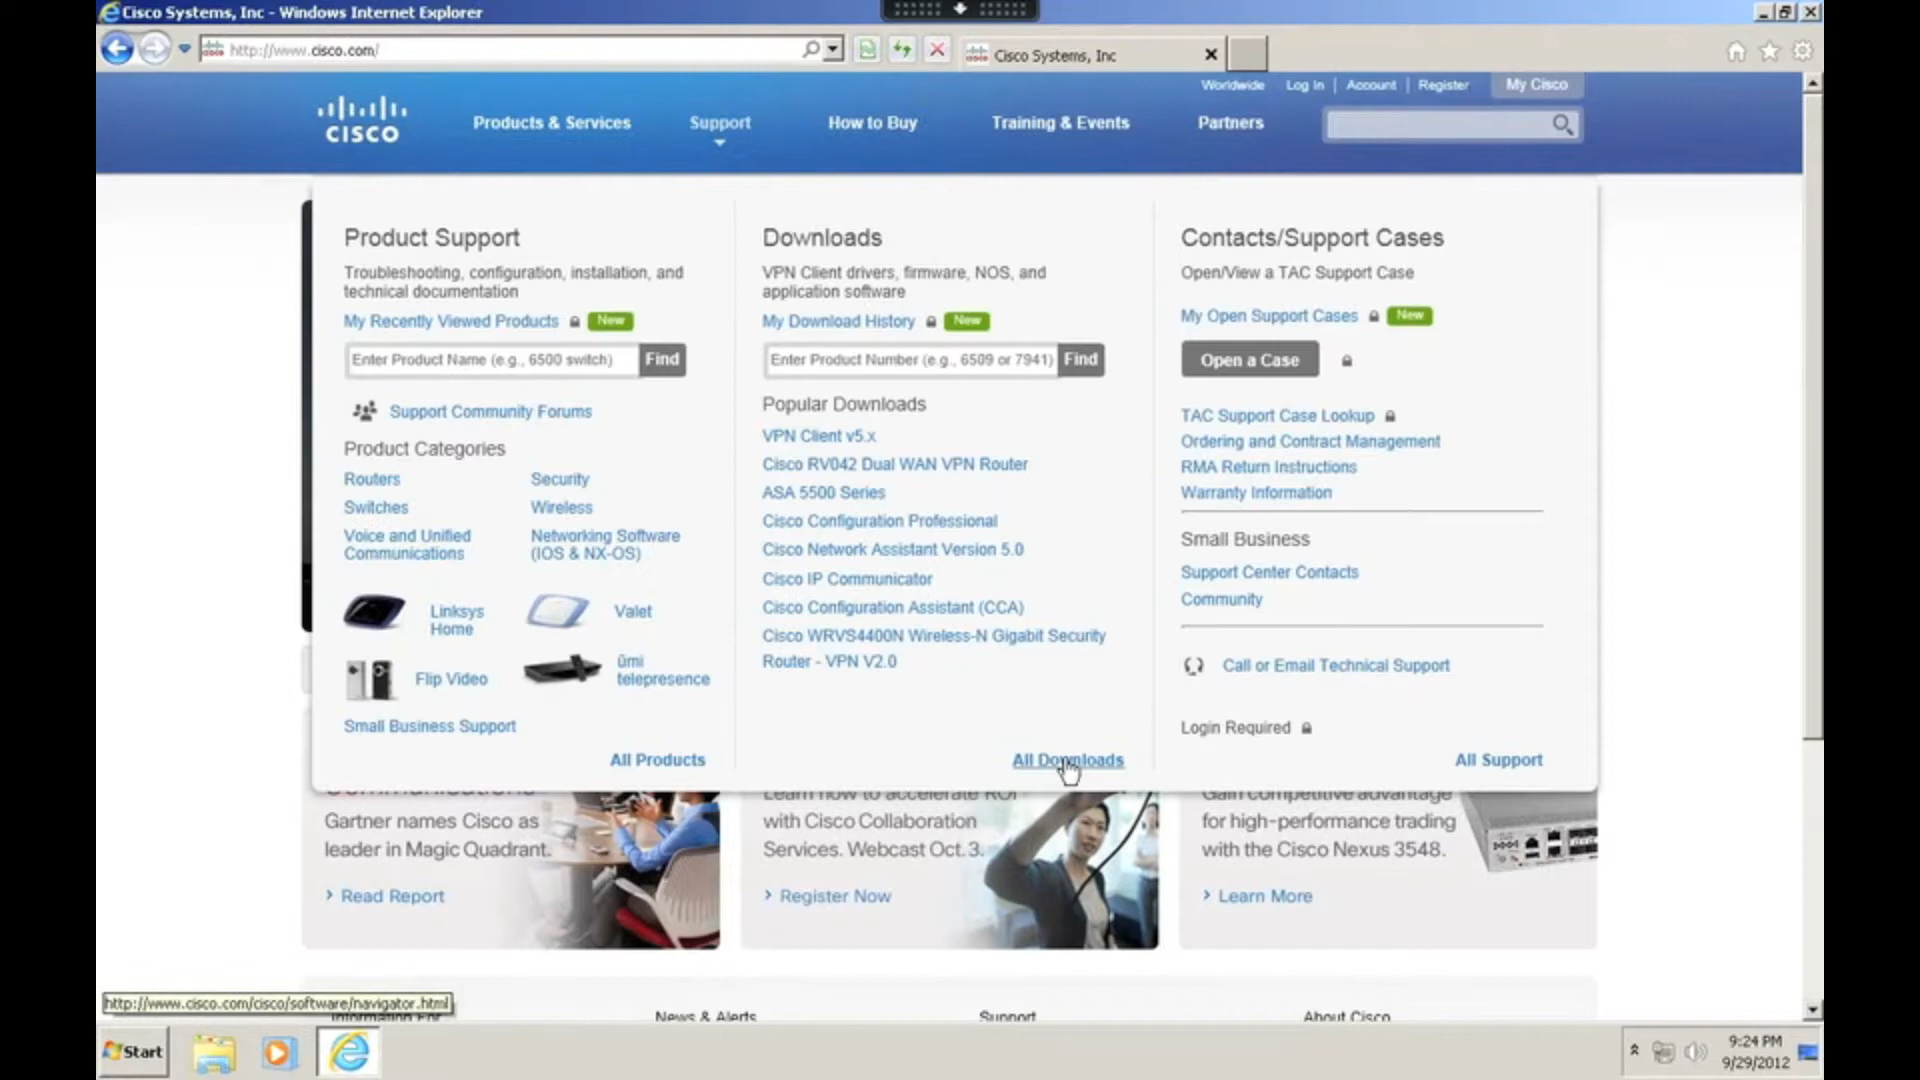 Cisco Systems, Inc - Windows Internet Explorer
http://www.cisco.com/
Cisco Systems, Inc
Worldwide Log In Account Register My Cisco
CISCO
Products & Services Support How to Buy Training & Events Partners
Product Support
Troubleshooting, configuration, installation, and
technical documentation
My Recently Viewed Products New
Enter Product Name (e.g., 6500 switch) Find
Support Community Forums
Product Categories
Routers Security
Switches Wireless
Voice and Unified
Communications
Networking Software
(IOS & NX-OS)
Linksys
Home
Valet
Flip Video
ūmi
telepresence
Small Business Support
All Products
Downloads
VPN Client drivers, firmware, NOS, and
application software
My Download History New
Enter Product Number (e.g., 6509 or 7941) Find
Popular Downloads
VPN Client v5.x
Cisco RV042 Dual WAN VPN Router
ASA 5500 Series
Cisco Configuration Professional
Cisco Network Assistant Version 5.0
Cisco IP Communicator
Cisco Configuration Assistant (CCA)
Cisco WRVS4400N Wireless-N Gigabit Security
Router - VPN V2.0
All Downloads
Contacts/Support Cases
Open/View a TAC Support Case
My Open Support Cases New
Open a Case
TAC Support Case Lookup
Ordering and Contract Management
RMA Return Instructions
Warranty Information
Small Business
Support Center Contacts
Community
Call or Email Technical Support
Login Required
All Support
Communications
Gartner names Cisco as
leader in Magic Quadrant.
Read Report
Learn how to accelerate ROI
with Cisco Collaboration
Services. Webcast Oct. 3.
Register Now
Gain competitive advantage
for high-performance trading
with the Cisco Nexus 3548.
Learn More
http://www.cisco.com/cisco/software/navigator.html
Information For News & Alerts Support About Cisco
Start
9:24 PM
9/29/2012